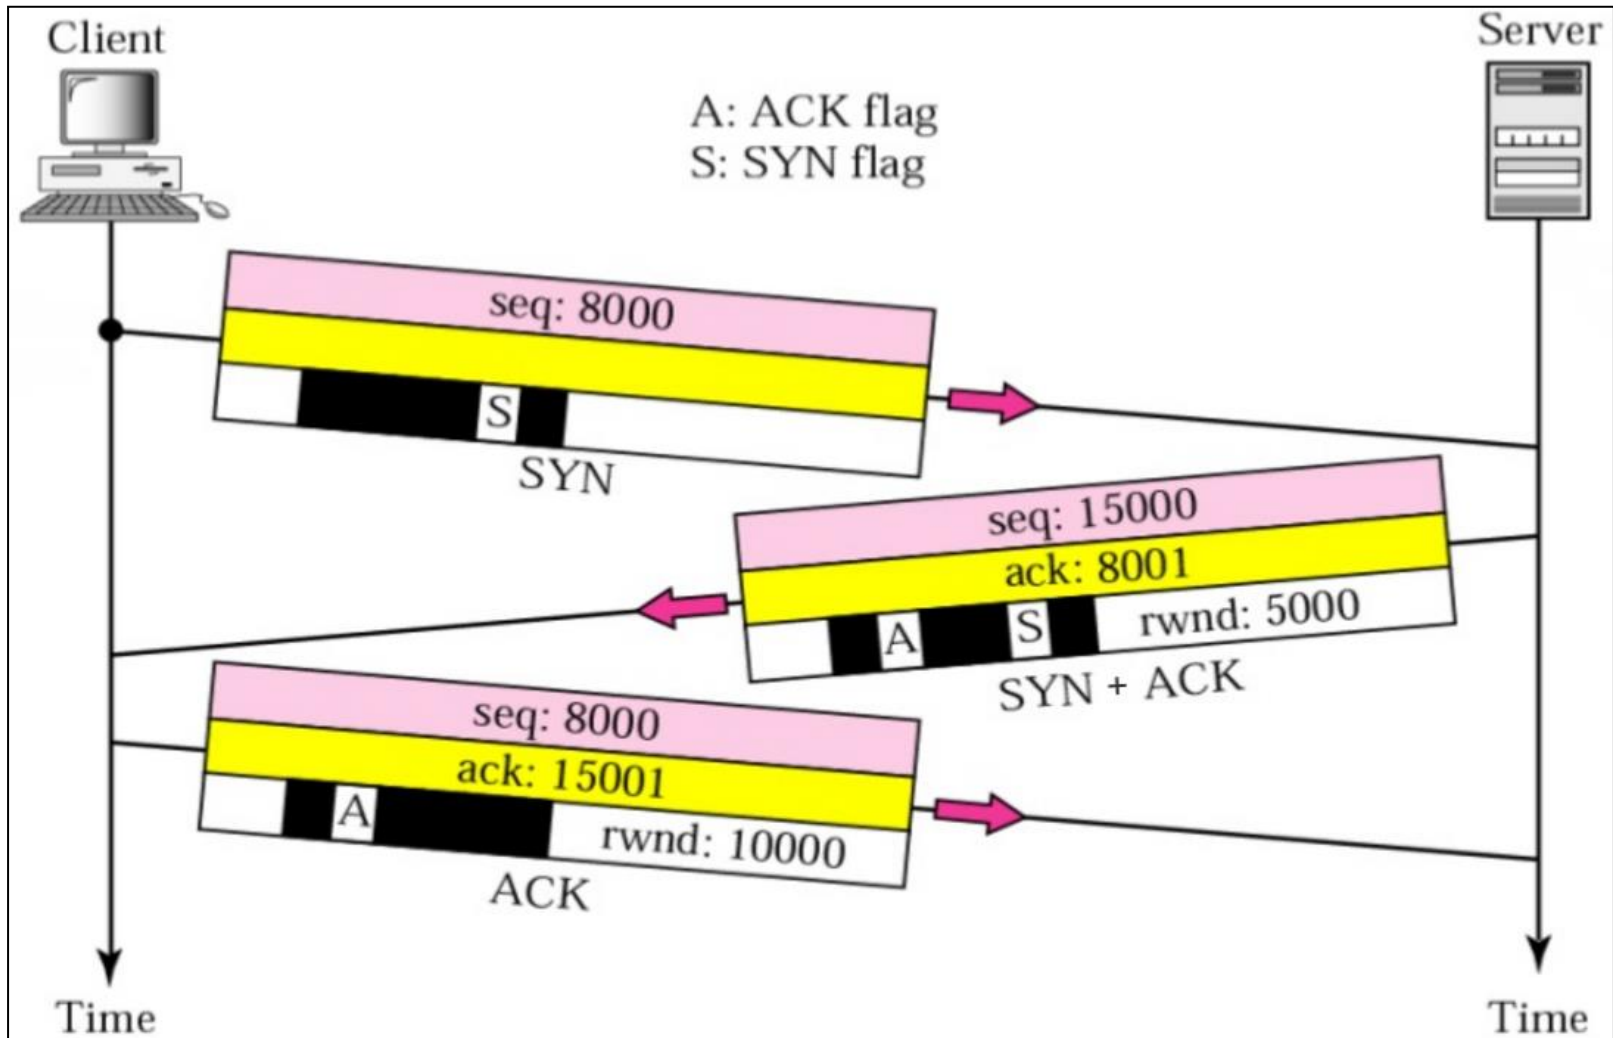 Client
Server
A: ACK flag
S: SYN flag
seq: 8000
S
SYN
seq: 15000
ack: 8001
A
S
rwnd: 5000
SYN + ACK
seq: 8000
ack: 15001
A
rwnd: 10000
ACK
Time
Time